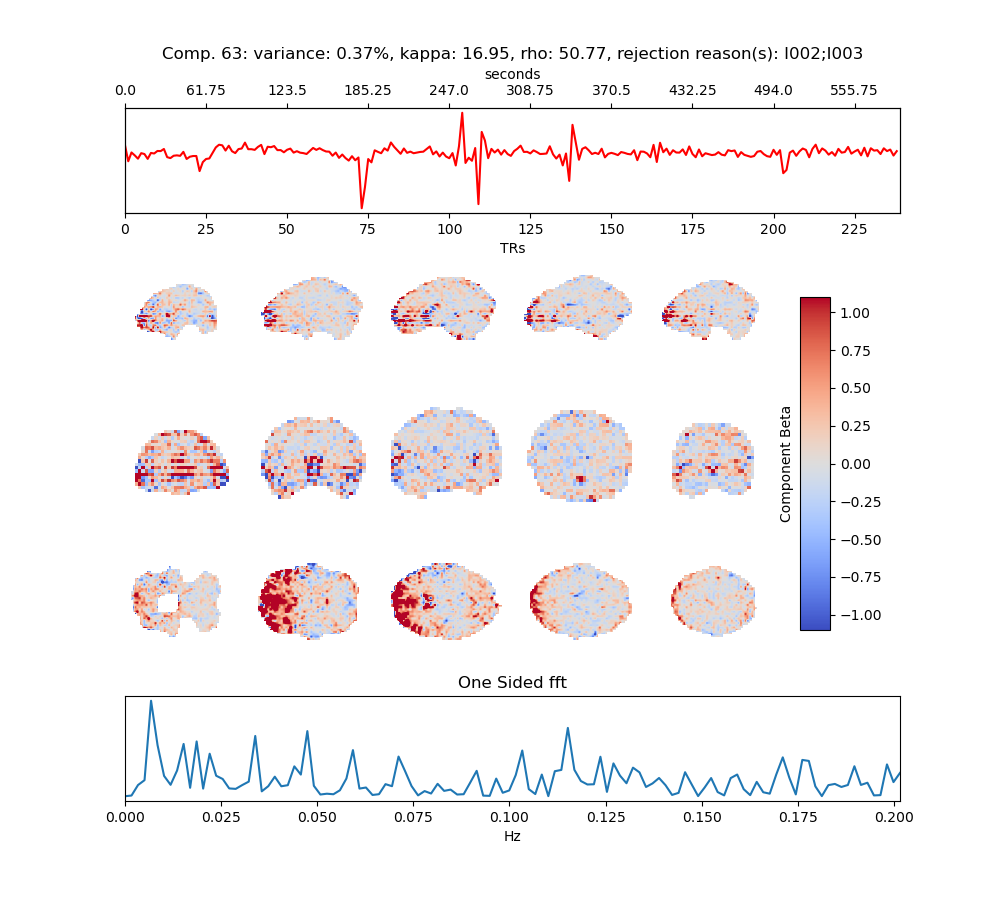 Comp. 63: variance: 0.37%, kappa: 16.95, rho: 50.77, rejection reason(s): I002;I003
seconds
0.0 61.75 123.5 185.25 247.0 308.75 370.5 432.25 494.0 555.75
0 25 50 75 100 125 150 175 200 225
TRs
1.00
0.75
0.50
0.25
0.00
−0.25
−0.50
−0.75
−1.00
Component Beta
One Sided fft
0.000 0.025 0.050 0.075 0.100 0.125 0.150 0.175 0.200
Hz